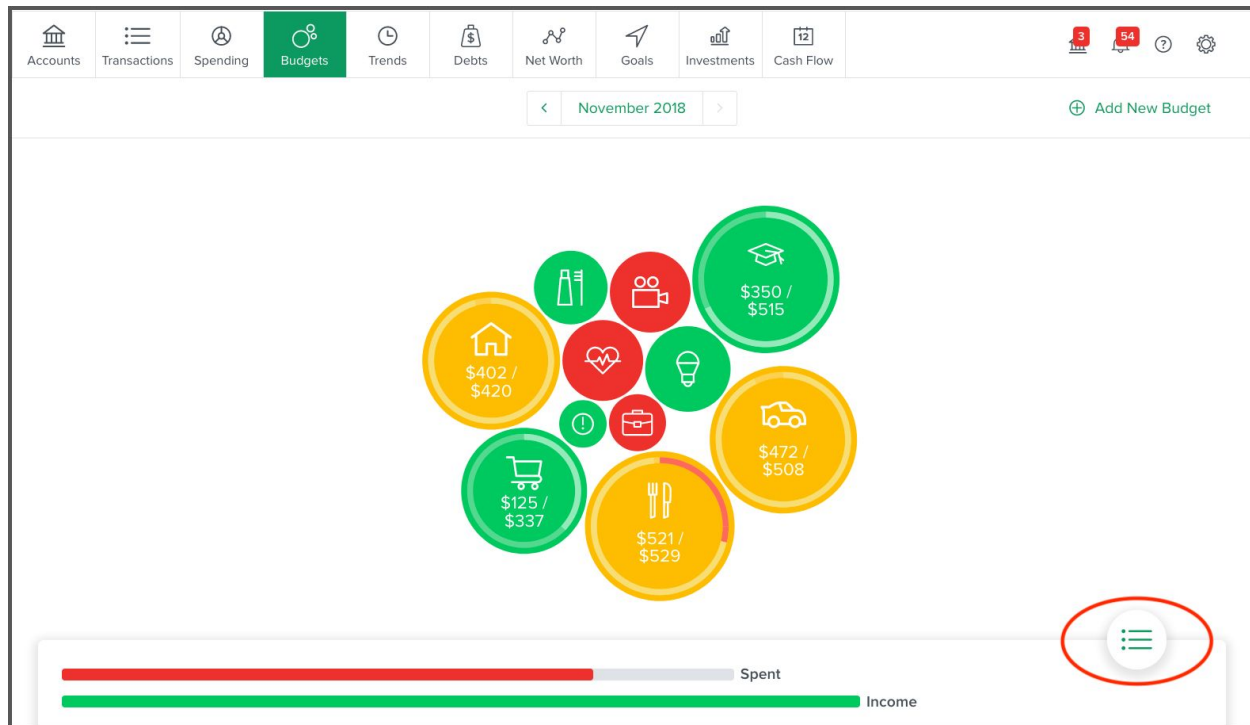 3
54
Accounts
Transactions
Spending
Budgets
Trends
Debts
Net Worth
Goals
Investments
12
Cash Flow
November 2018
Add New Budget
$350 /
$515
$402 /
$420
$472 /
$508
$125 /
$337
$521 /
$529
Spent
Income